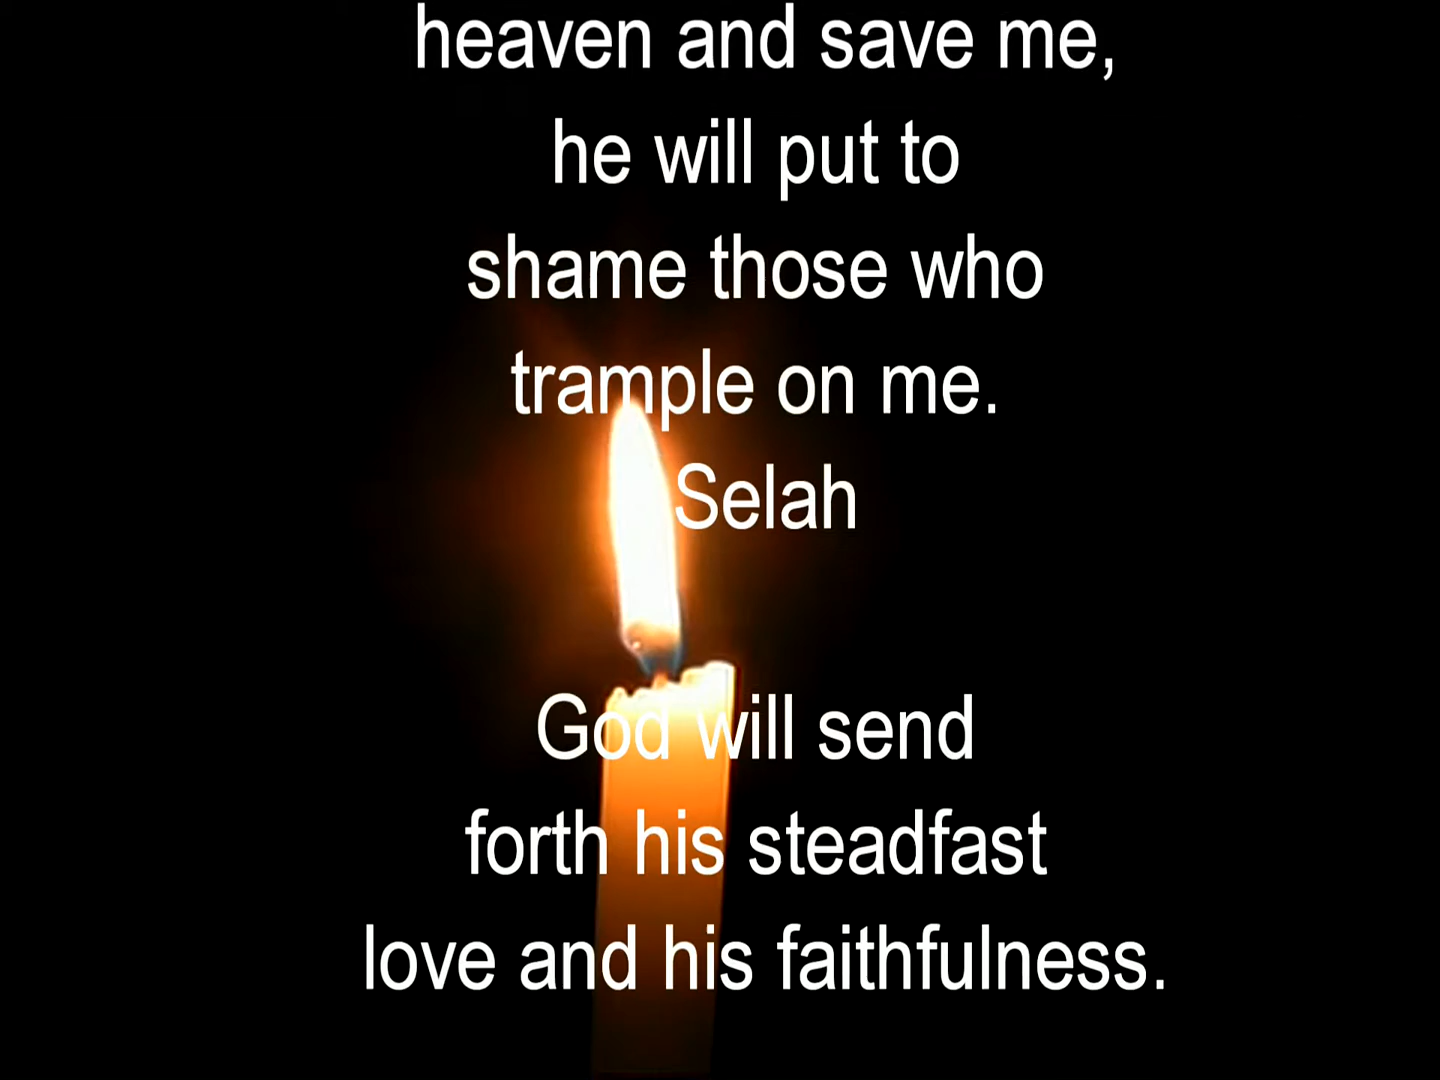 heaven and save me,
he will put to
shame those who
trample on me.
Selah
God will send
forth his steadfast
love and his faithfulness.